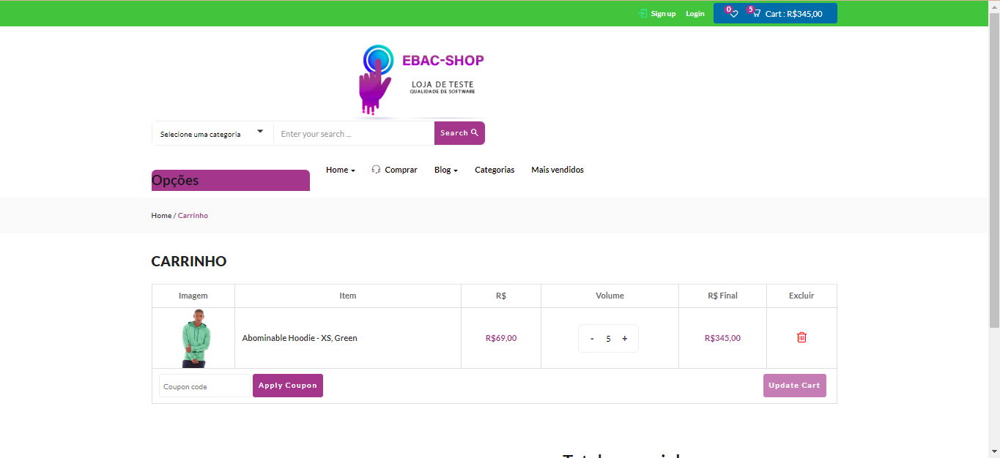 Sign up Login 0 5 Cart : R$345,00
EBAC-SHOP
LOJA DE TESTE
QUALIDADE DE SOFTWARE
Selecione uma categoria Enter your search ... Search
Opções Home Comprar Blog Categorias Mais vendidos
Home / Carrinho
CARRINHO
Imagem Item R$ Volume R$ Final Excluir
Abominable Hoodie - XS, Green R$69,00 - 5 + R$345,00
Coupon code Apply Coupon Update Cart